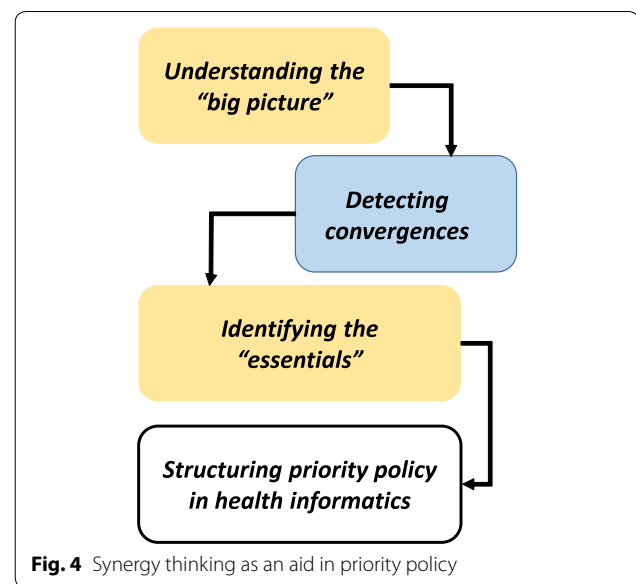 Understanding the
“big picture”
Detecting
convergences
Identifying the
“essentials”
Structuring priority policy
in health informatics
Fig. 4 Synergy thinking as an aid in priority policy